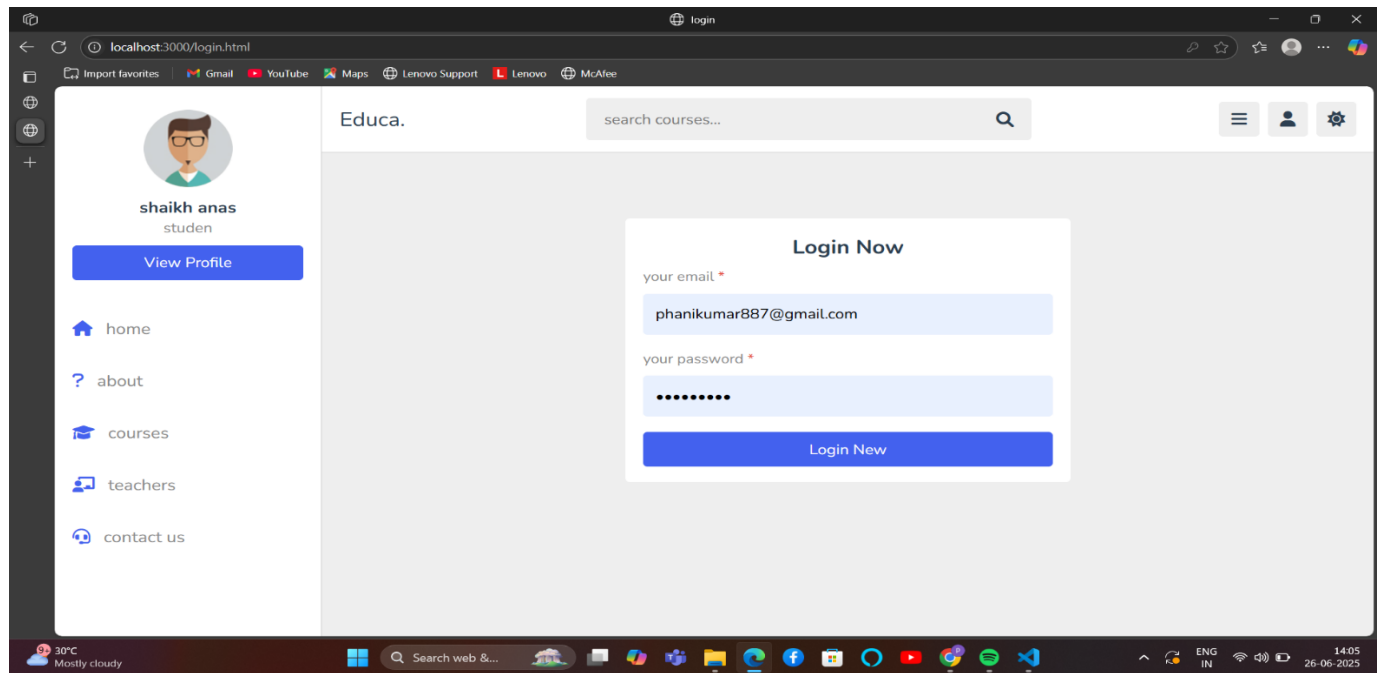 login
localhost:3000/login.html
Import favorites Gmail YouTube Maps Lenovo Support L Lenovo McAfee
Educa.
search courses...
shaikh anas
studen
View Profile
home
about
courses
teachers
contact us
Login Now
your email *
phanikumar887@gmail.com
your password *
•••••••••
Login New
9+
30°C
Mostly cloudy
Search web &...
ENG
IN
14:05
26-06-2025